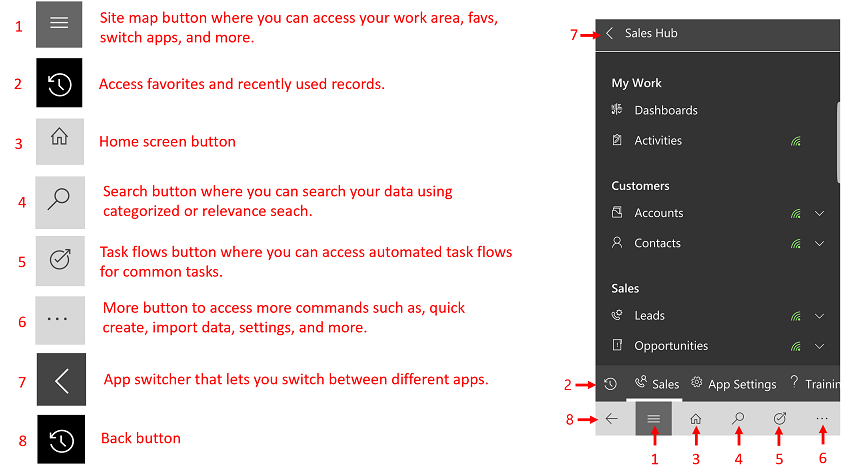 1
Site map button where you can access your work area, favs,
switch apps, and more.
2
Access favorites and recently used records.
3
Home screen button
4
Search button where you can search your data using
categorized or relevance seach.
5
Task flows button where you can access automated task flows
for common tasks.
6
More button to access more commands such as, quick
create, import data, settings, and more.
7
App switcher that lets you switch between different apps.
8
Back button
7
Sales Hub
My Work
Dashboards
Activities
Customers
Accounts
Contacts
Sales
Leads
Opportunities
2
Sales
App Settings
? Trainin
8
1 3 4 5 6